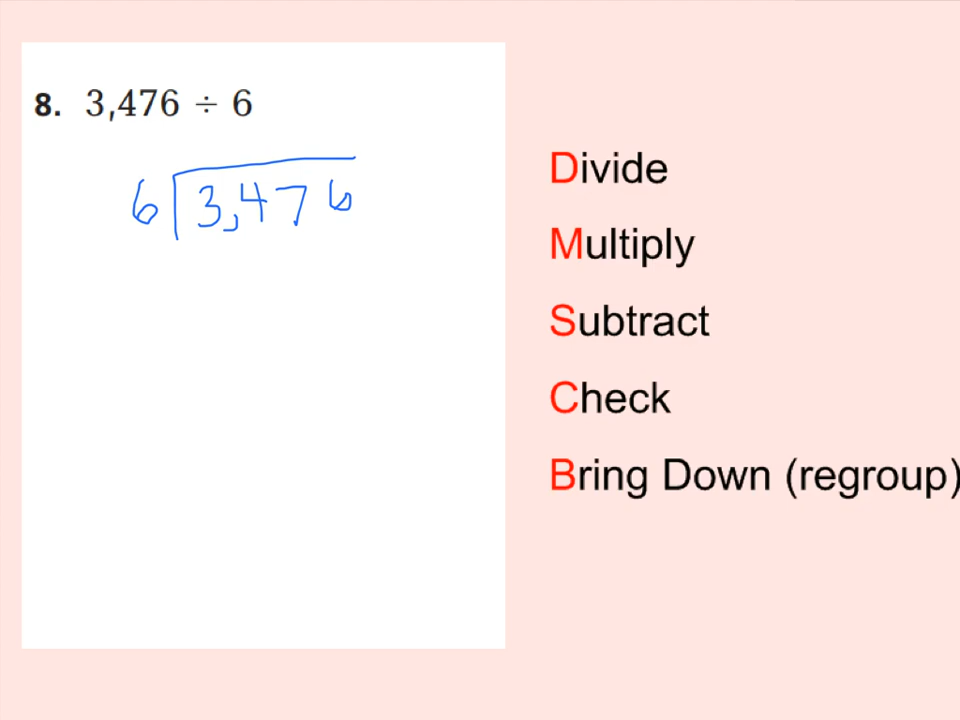 8. 3,476 ÷ 6
6 3,476
Divide
Multiply
Subtract
Check
Bring Down (regroup)